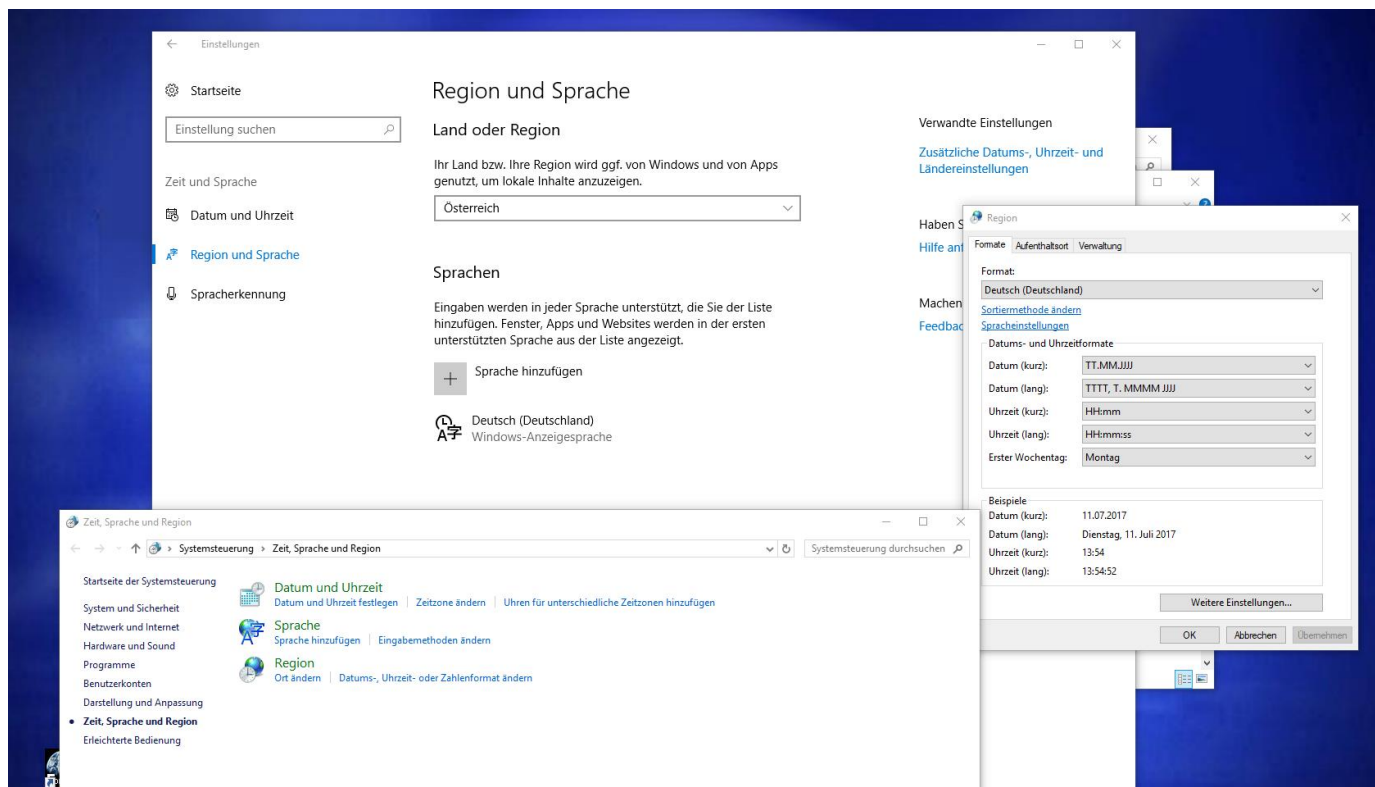 Einstellungen
Startseite
Einstellung suchen
Zeit und Sprache
Datum und Uhrzeit
Region und Sprache
Spracherkennung
Region und Sprache
Land oder Region
Ihr Land bzw. Ihre Region wird ggf. von Windows und von Apps
genutzt, um lokale Inhalte anzuzeigen.
Österreich
Sprachen
Eingaben werden in jeder Sprache unterstützt, die Sie der Liste
hinzufügen. Fenster, Apps und Websites werden in der ersten
unterstützten Sprache aus der Liste angezeigt.
Sprache hinzufügen
Deutsch (Deutschland)
Windows-Anzeigesprache
Verwandte Einstellungen
Zusätzliche Datums-, Uhrzeit- und
Ländereinstellungen
Haben S
Hilfe an
Machen
Feedba
Region
Formate Aufenthaltsort Verwaltung
Format:
Deutsch (Deutschland)
Sortiermethode ändern
Spracheinstellungen
Datums- und Uhrzeitformate
Datum (kurz): TT.MM.JJJJ
Datum (lang): TTTT, T. MMMM JJJJ
Uhrzeit (kurz): HH:mm
Uhrzeit (lang): HH:mm:ss
Erster Wochentag: Montag
Beispiele
Datum (kurz): 11.07.2017
Datum (lang): Dienstag, 11. Juli 2017
Uhrzeit (kurz): 13:54
Uhrzeit (lang): 13:54:52
Weitere Einstellungen...
OK Abbrechen Übernehmen
Zeit, Sprache und Region
Systemsteuerung > Zeit, Sprache und Region
Systemsteuerung durchsuchen
Startseite der Systemsteuerung
System und Sicherheit
Netzwerk und Internet
Hardware und Sound
Programme
Benutzerkonten
Darstellung und Anpassung
Zeit, Sprache und Region
Erleichterte Bedienung
Datum und Uhrzeit
Datum und Uhrzeit festlegen | Zeitzone ändern | Uhren für unterschiedliche Zeitzonen hinzufügen
Sprache
Sprache hinzufügen | Eingabemethoden ändern
Region
Ort ändern | Datums-, Uhrzeit- oder Zahlenformat ändern